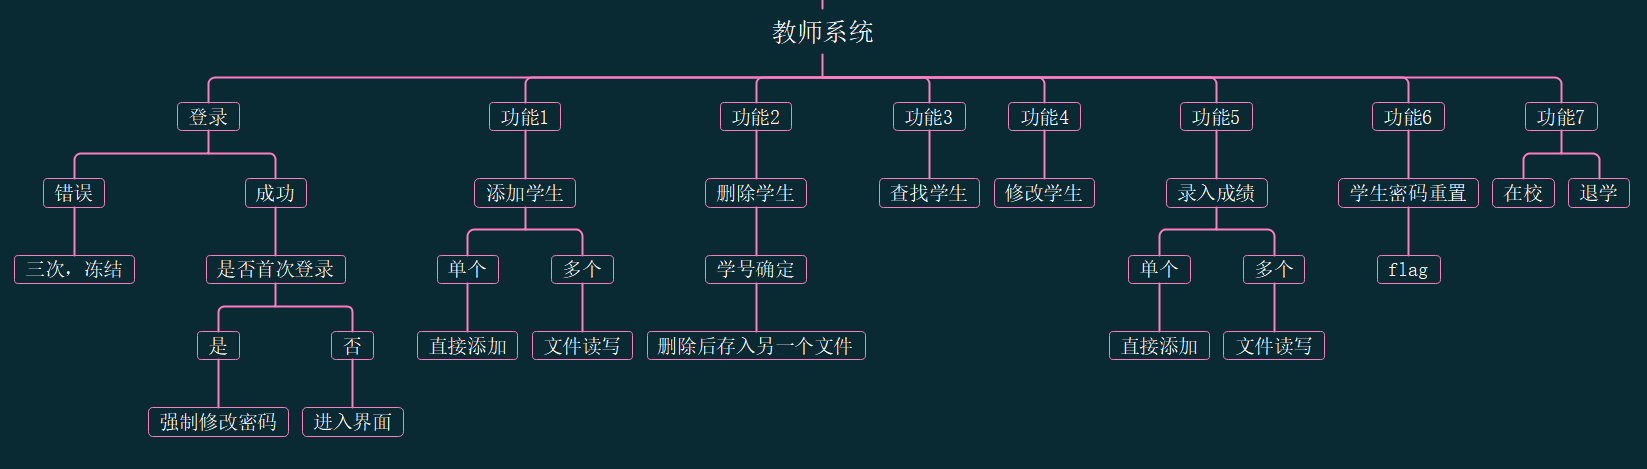 教师系统
登录
功能1
功能2
功能3
功能4
功能5
功能6
功能7
错误
成功
添加学生
删除学生
查找学生
修改学生
录入成绩
学生密码重置
在校
退学
三次，冻结
是否首次登录
单个
多个
学号确定
单个
多个
flag
是
否
直接添加
文件读写
删除后存入另一个文件
直接添加
文件读写
强制修改密码
进入界面